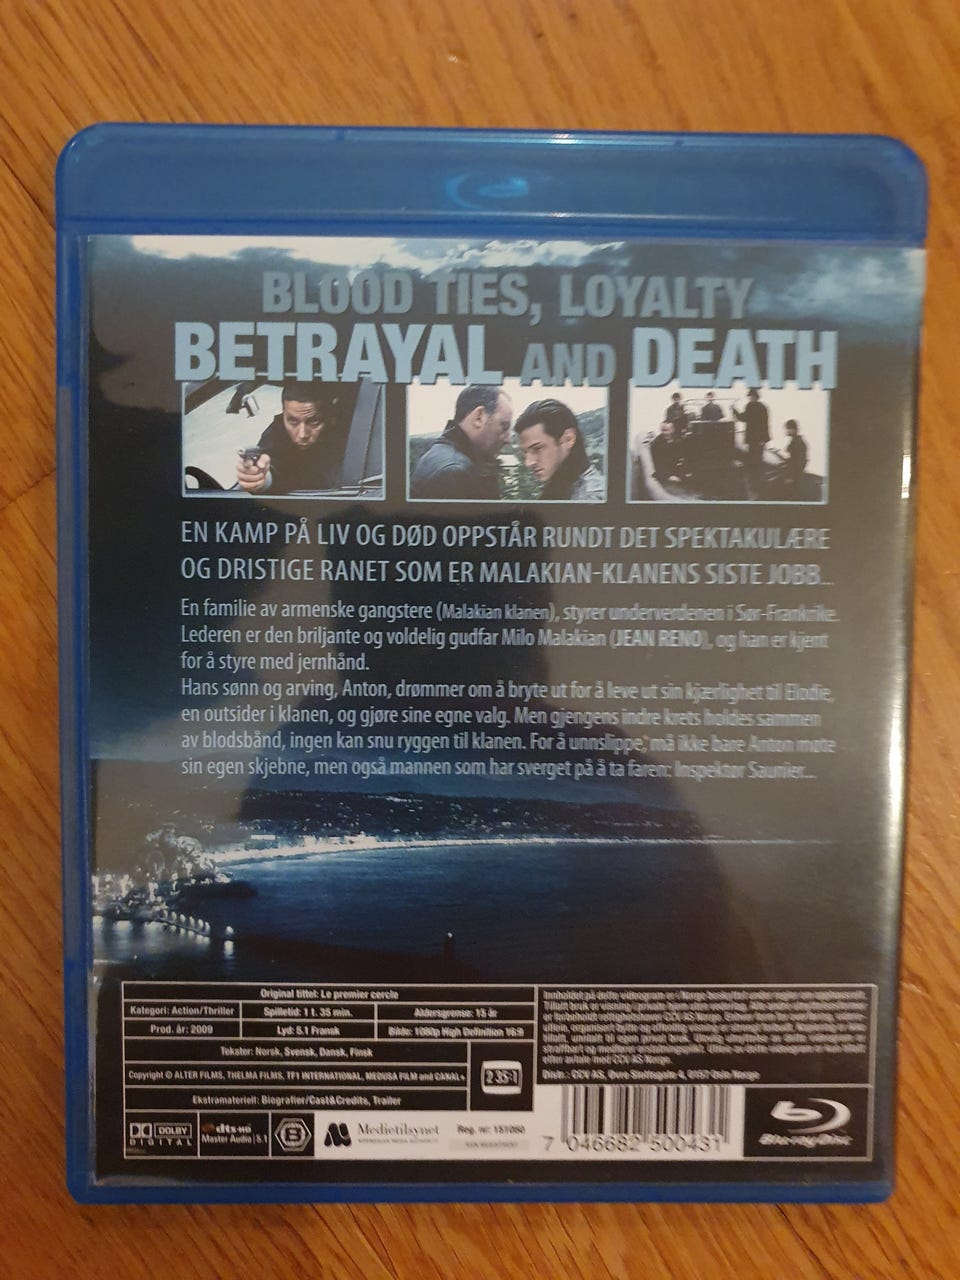 BLOOD TIES, LOYALTY
BETRAYAL AND DEATH
EN KAMP PÅ LIV OG DØD OPPSTÅR RUNDT DET SPEKTAKULÆRE
OG DRISTIGE RANET SOM ER MALAKIAN-KLANENS SISTE JOBB...
En familie av armenske gangstere (Malakian klanen), styrer underverdenen i Sør-Frankrike.
Lederen er den briljante og voldelig gudfar Milo Malakian (JEAN RENO), og han er kjent
for å styre med jernhånd.
Hans sønn og arving, Anton, drømmer om å bryte ut for å leve ut sin kjærlighet til Elodie,
en outsider i klanen, og gjøre sine egne valg. Men gjengens indre krets holdes sammen
av blodsbånd, ingen kan snu ryggen til klanen. For å unnslippe, må ikke bare Anton møte
sin egen skjebne, men også mannen som har sverget på å ta faren: Inspektør Saunier...
Original tittel: Le premier cercle
Kategori: Action/Thriller
Spilletid: 1 t. 35 min.
Aldersgrense: 15 år
Prod. år: 2009
Lyd: 5.1 Fransk
Bilde: 1080p High Definition 16:9
Tekster: Norsk, Svensk, Dansk, Finsk
Copyright © ALTER FILMS, THELMA FILMS, TF1 INTERNATIONAL, MEDUSA FILM and CANAL+
2.35:1
Ekstramateriell: Biografier/Cast&Credits, Trailer
Distr.: CCV AS, Øvre Slottsgate 4, 0157 Oslo Norge
DOLBY
DIGITAL
dts-HD
Master Audio | 5.1
B
Medietilsynet
NORWEGIAN MEDIA AUTHORITY
Reg. nr: 151050
7 046682 500431
Blu-ray Disc